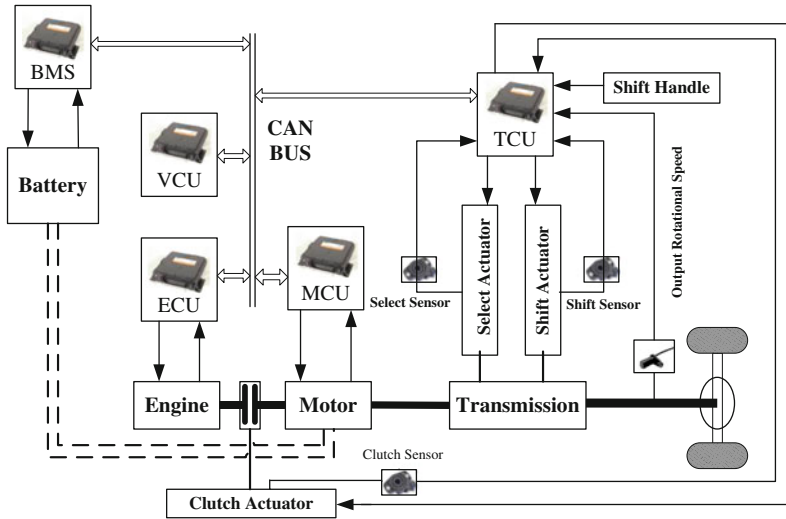 BMS
Battery
VCU
CAN
BUS
ECU
MCU
TCU
Shift Handle
Select Sensor
Select Actuator
Shift Actuator
Shift Sensor
Output Rotational Speed
Engine
Motor
Transmission
Clutch Sensor
Clutch Actuator